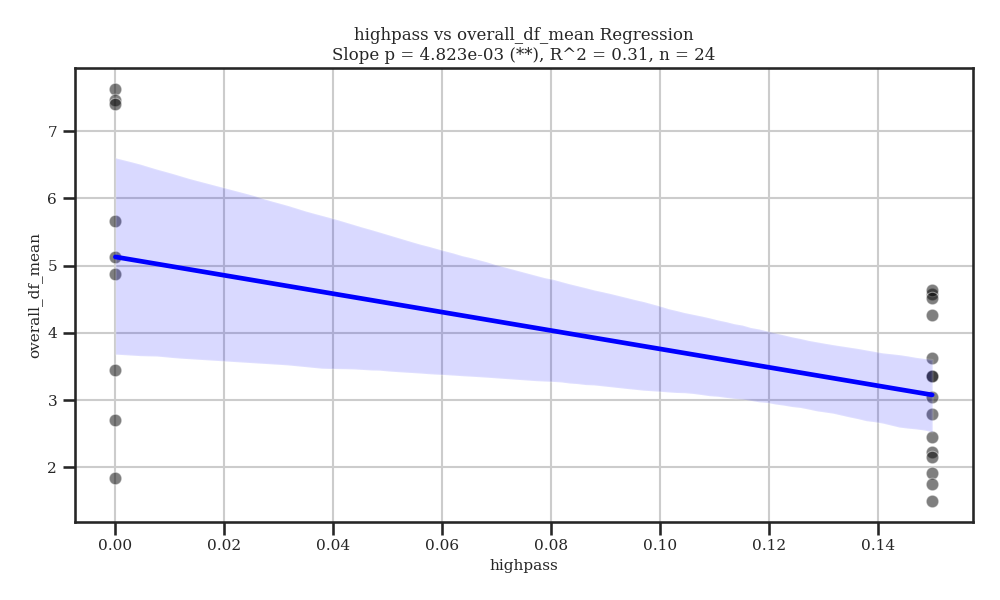 highpass vs overall_df_mean Regression
Slope p = 4.823e-03 (**), R^2 = 0.31, n = 24
overall_df_mean
7
6
5
4
3
2
0.00 0.02 0.04 0.06 0.08 0.10 0.12 0.14
highpass